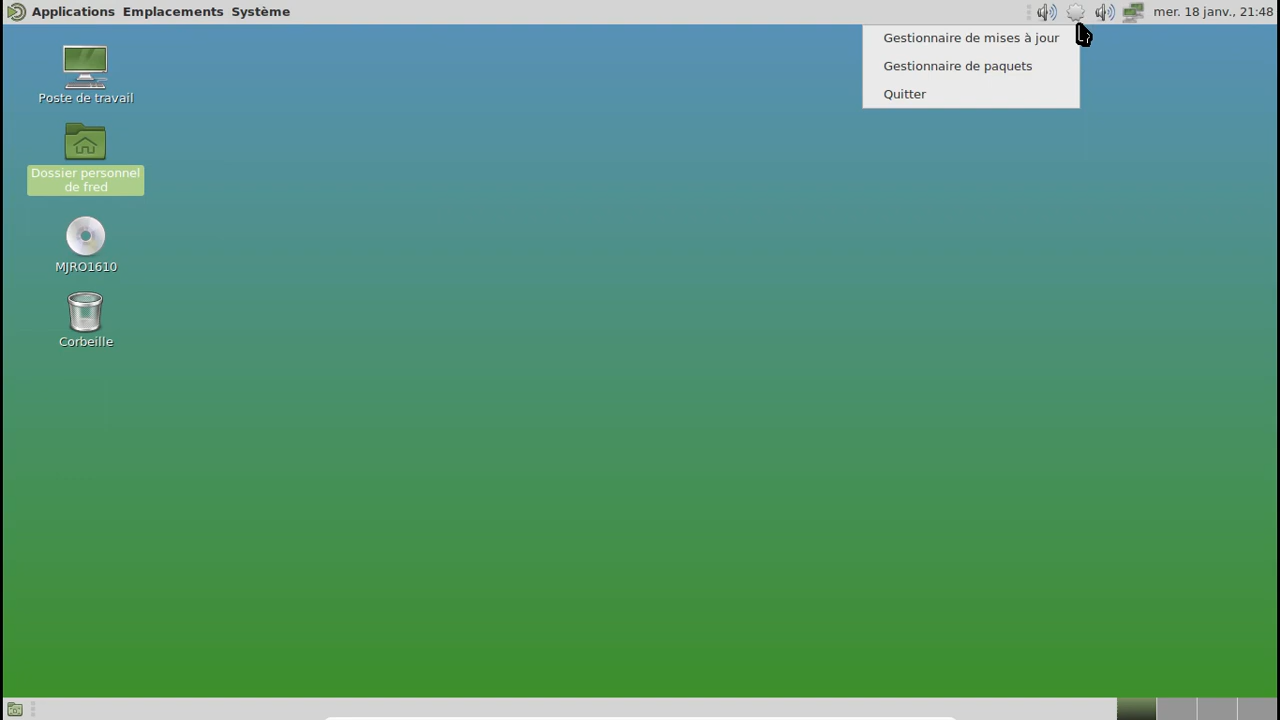 Applications Emplacements Système
mer. 18 janv., 21:48
Gestionnaire de mises à jour
Gestionnaire de paquets
Quitter
Poste de travail
Dossier personnel
de fred
MJRO1610
Corbeille